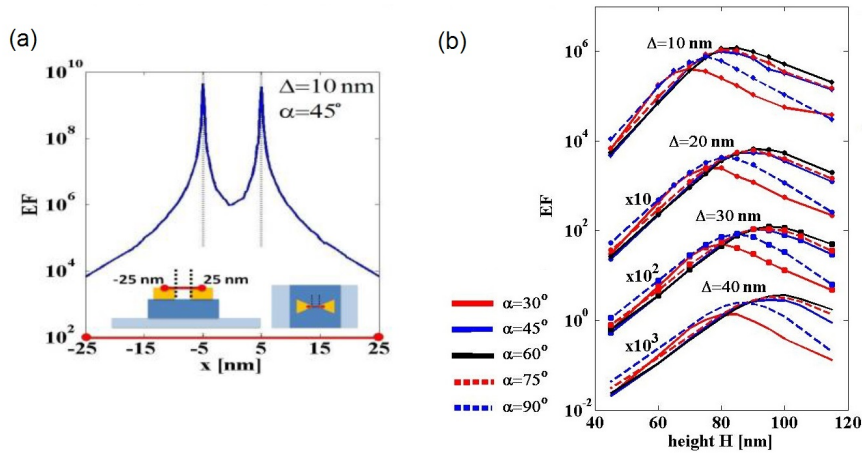 (a)
10^10
10^8
10^6
10^4
10^2
EF
Δ=10 nm
α=45°
-25 nm
25 nm
-25
-15
-5
5
15
25
x [nm]
(b)
10^6
10^4
10^2
10^0
10^-2
EF
Δ=10 nm
Δ=20 nm
x10
Δ=30 nm
x10^2
Δ=40 nm
x10^3
α=30°
α=45°
α=60°
α=75°
α=90°
40
60
80
100
120
height H [nm]